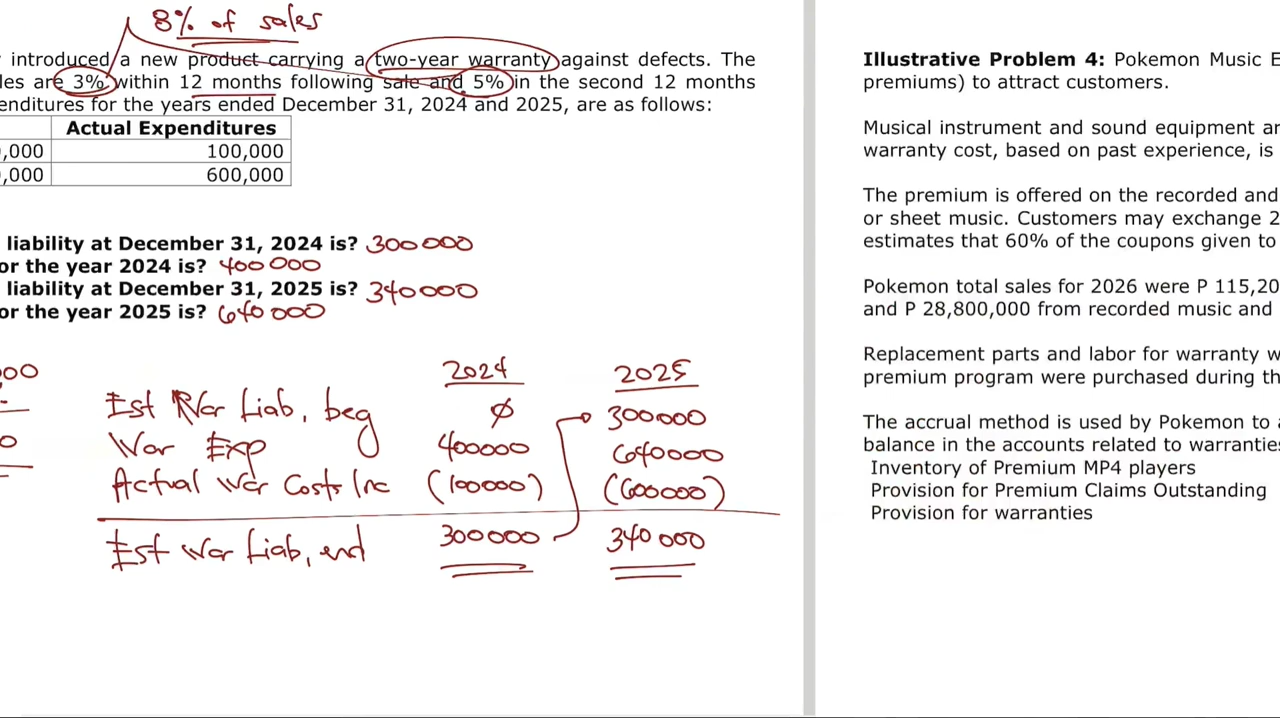 8% of sales
introduced a new product carrying a two-year warranty against defects. The
les are 3% within 12 months following sale and 5% in the second 12 months
enditures for the years ended December 31, 2024 and 2025, are as follows:
Actual Expenditures
,000 100,000
,000 600,000
liability at December 31, 2024 is? 300000
or the year 2024 is? 400000
liability at December 31, 2025 is? 340000
or the year 2025 is? 640000
00
0
2024 2025
Est War Liab, beg ∅ 300000
War Exp 400000 640000
Actual War Costs Inc (100000) (600000)
Est War Liab, end 300000 340000
Illustrative Problem 4: Pokemon Music E
premiums) to attract customers.
Musical instrument and sound equipment ar
warranty cost, based on past experience, is
The premium is offered on the recorded and
or sheet music. Customers may exchange 2
estimates that 60% of the coupons given to
Pokemon total sales for 2026 were P 115,20
and P 28,800,000 from recorded music and
Replacement parts and labor for warranty w
premium program were purchased during th
The accrual method is used by Pokemon to a
balance in the accounts related to warranties
Inventory of Premium MP4 players
Provision for Premium Claims Outstanding
Provision for warranties